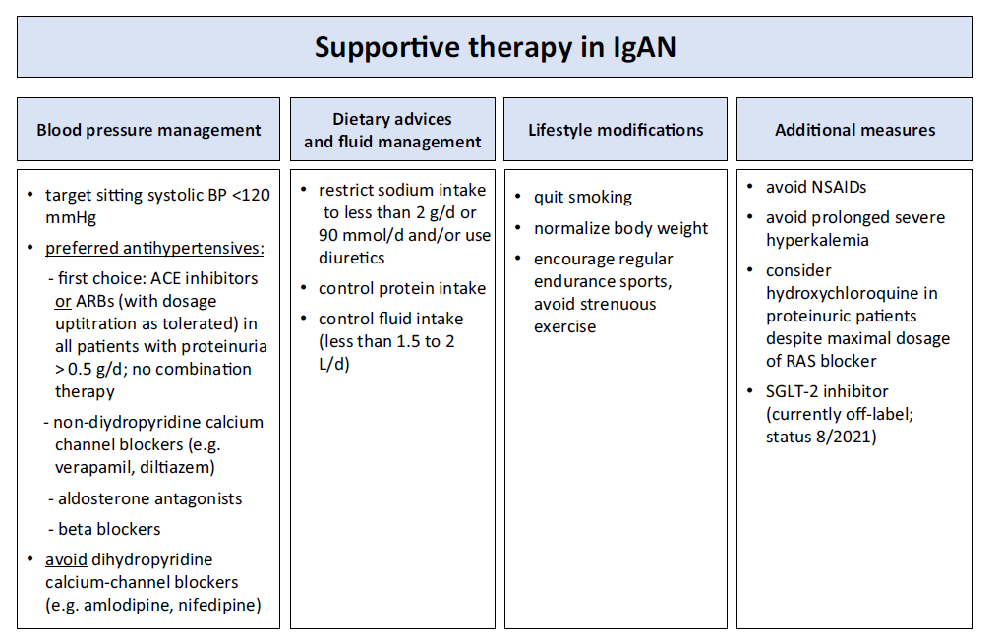 Supportive therapy in IgAN
Blood pressure management
• target sitting systolic BP <120
mmHg
• preferred antihypertensives:
- first choice: ACE inhibitors
or ARBs (with dosage
uptitration as tolerated) in
all patients with proteinuria
> 0.5 g/d; no combination
therapy
- non-diydropyridine calcium
channel blockers (e.g.
verapamil, diltiazem)
- aldosterone antagonists
- beta blockers
• avoid dihydropyridine
calcium-channel blockers
(e.g. amlodipine, nifedipine)
Dietary advices
and fluid management
• restrict sodium intake
to less than 2 g/d or
90 mmol/d and/or use
diuretics
• control protein intake
• control fluid intake
(less than 1.5 to 2
L/d)
Lifestyle modifications
• quit smoking
• normalize body weight
• encourage regular
endurance sports,
avoid strenuous
exercise
Additional measures
• avoid NSAIDs
• avoid prolonged severe
hyperkalemia
• consider
hydroxychloroquine in
proteinuric patients
despite maximal dosage
of RAS blocker
• SGLT-2 inhibitor
(currently off-label;
status 8/2021)